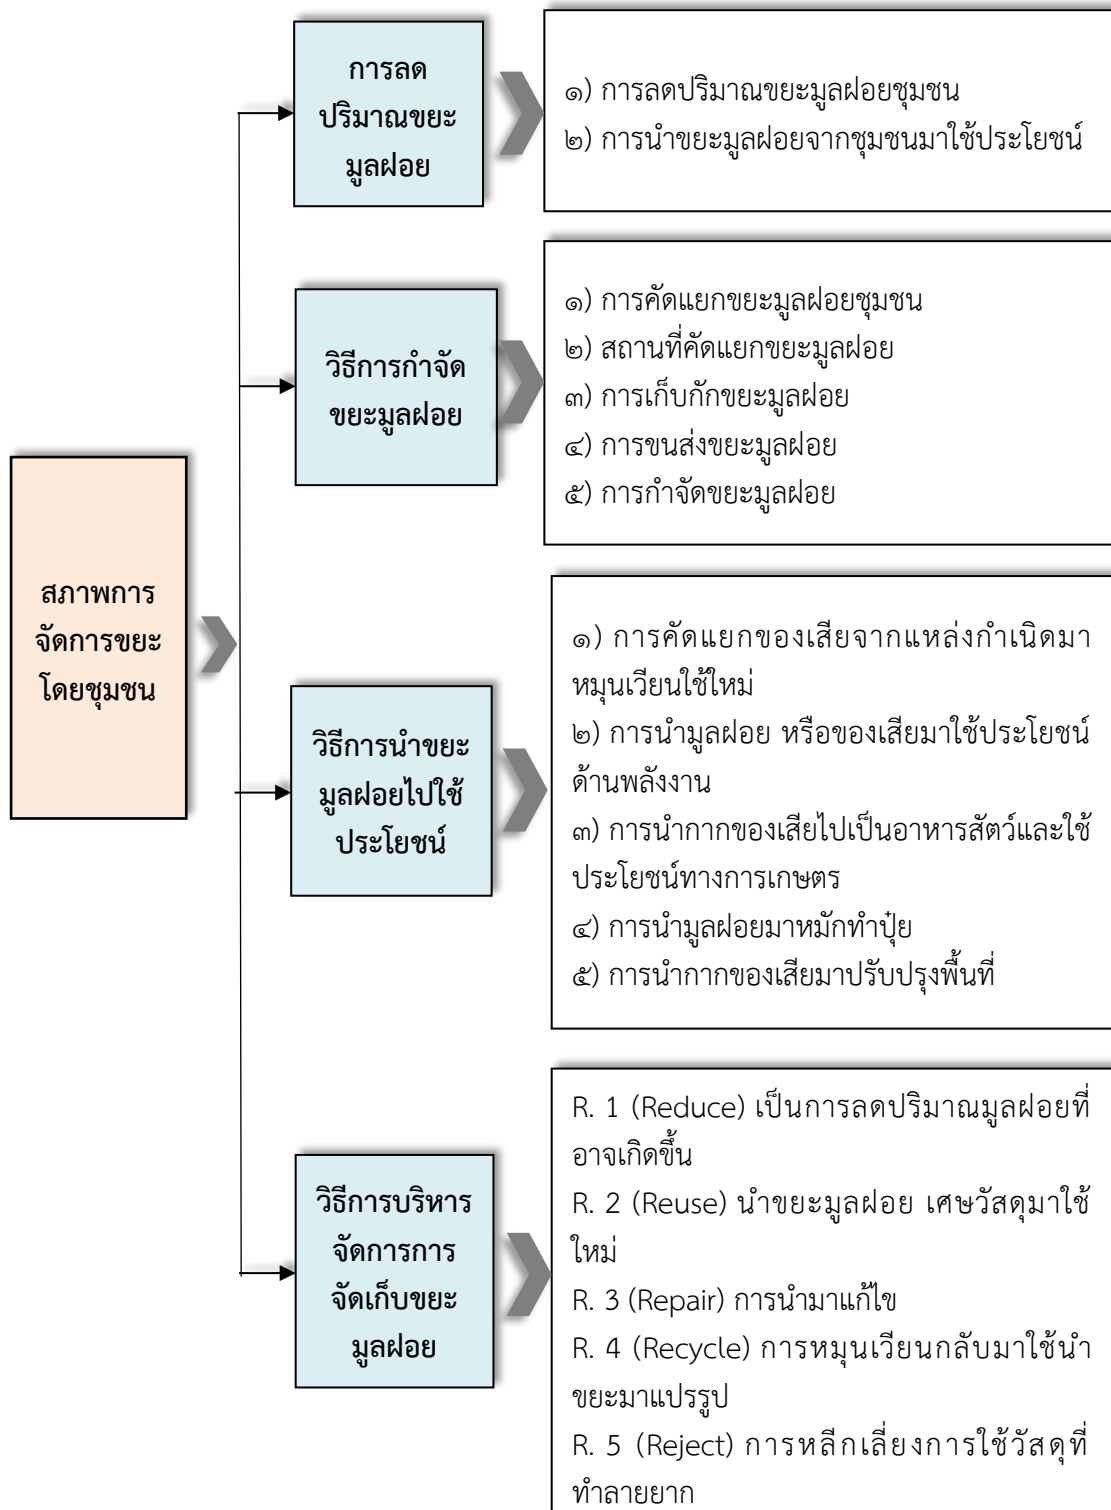 การลด
ปริมาณขยะ
มูลฝอย
๑) การลดปริมาณขยะมูลฝอยชุมชน
๒) การนำขยะมูลฝอยจากชุมชนมาใช้ประโยชน์
วิธีการกำจัด
ขยะมูลฝอย
๑) การคัดแยกขยะมูลฝอยชุมชน
๒) สถานที่คัดแยกขยะมูลฝอย
๓) การเก็บกักขยะมูลฝอย
๔) การขนส่งขยะมูลฝอย
๕) การกำจัดขยะมูลฝอย
สภาพการ
จัดการขยะ
โดยชุมชน
วิธีการนำขยะ
มูลฝอยไปใช้
ประโยชน์
๑) การคัดแยกของเสียจากแหล่งกำเนิดมา
หมุนเวียนใช้ใหม่
๒) การนำมูลฝอย หรือของเสียมาใช้ประโยชน์
ด้านพลังงาน
๓) การนำกากของเสียไปเป็นอาหารสัตว์และใช้
ประโยชน์ทางการเกษตร
๔) การนำมูลฝอยมาหมักทำปุ๋ย
๕) การนำกากของเสียมาปรับปรุงพื้นที่
วิธีการบริหาร
จัดการการ
จัดเก็บขยะ
มูลฝอย
R. 1 (Reduce) เป็นการลดปริมาณมูลฝอยที่
อาจเกิดขึ้น
R. 2 (Reuse) นำขยะมูลฝอย เศษวัสดุมาใช้
ใหม่
R. 3 (Repair) การนำมาแก้ไข
R. 4 (Recycle) การหมุนเวียนกลับมาใช้นำ
ขยะมาแปรรูป
R. 5 (Reject) การหลีกเลี่ยงการใช้วัสดุที่
ทำลายยาก